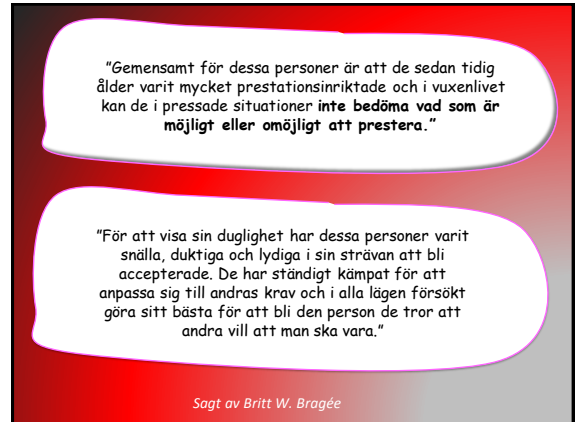 ”Gemensamt för dessa personer är att de sedan tidig
ålder varit mycket prestationsinriktade och i vuxenlivet
kan de i pressade situationer inte bedöma vad som är
möjligt eller omöjligt att prestera.”
”För att visa sin duglighet har dessa personer varit
snälla, duktiga och lydiga i sin strävan att bli
accepterade. De har ständigt kämpat för att
anpassa sig till andras krav och i alla lägen försökt
göra sitt bästa för att bli den person de tror att
andra vill att man ska vara.”
Sagt av Britt W. Bragée